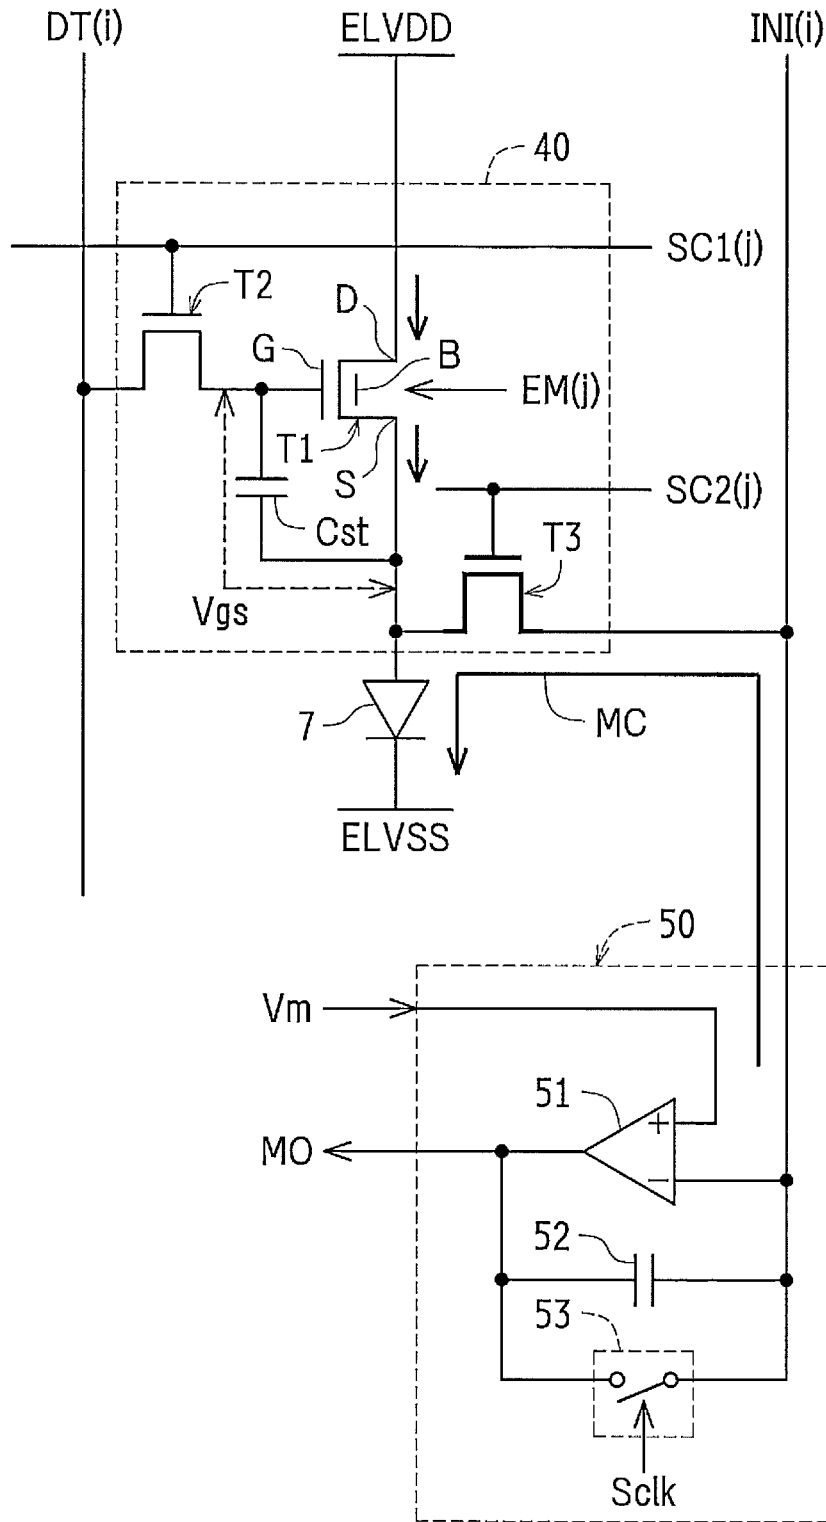 DT(i)
ELVDD
INI(i)
40
SC1(j)
T2
D
G
B
EM(j)
T1
S
SC2(j)
Cst
T3
Vgs
7
MC
ELVSS
50
Vm
51
+
MO
−
52
53
Sclk